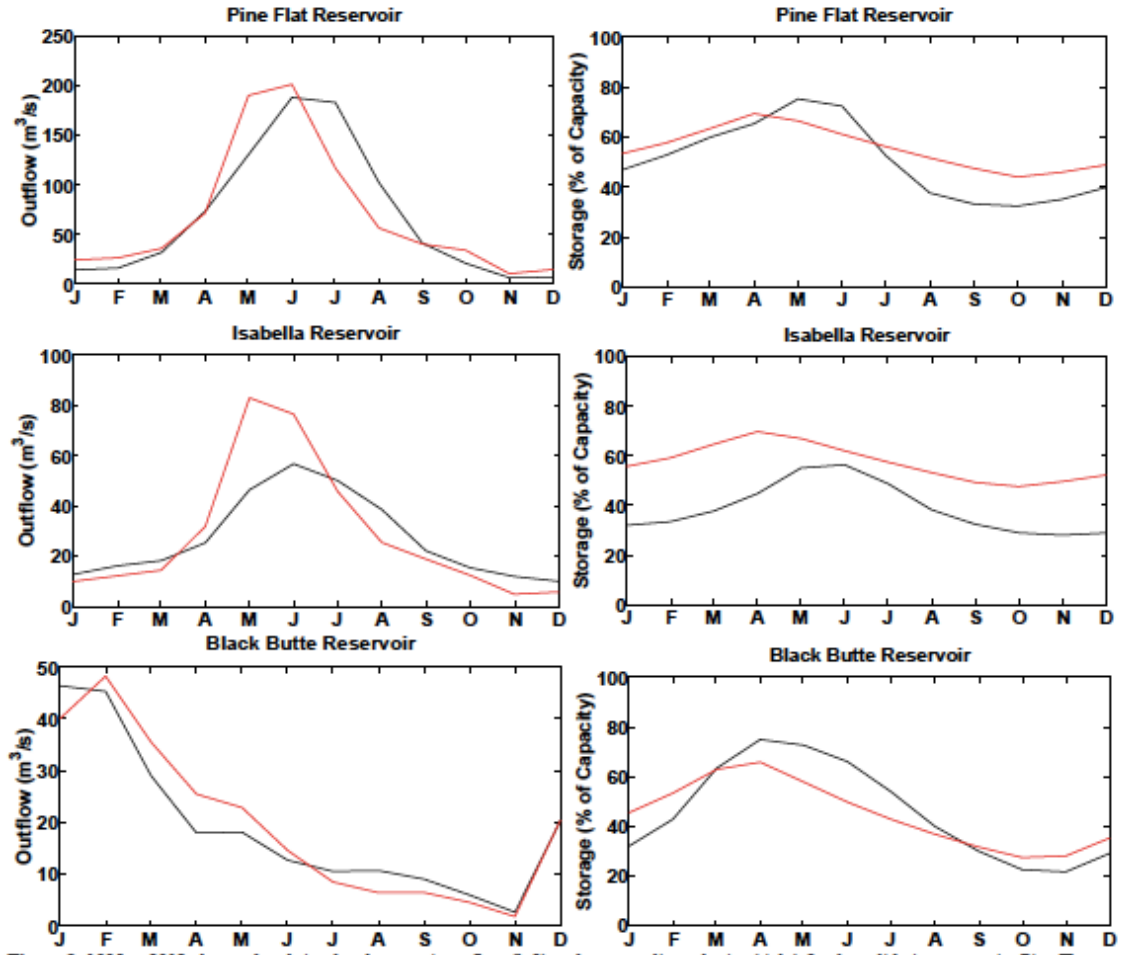 Pine Flat Reservoir
Outflow (m³/s)
250
200
150
100
50
0
J F M A M J J A S O N D
Pine Flat Reservoir
Storage (% of Capacity)
100
80
60
40
20
0
J F M A M J J A S O N D
Isabella Reservoir
Outflow (m³/s)
100
80
60
40
20
0
J F M A M J J A S O N D
Isabella Reservoir
Storage (% of Capacity)
100
80
60
40
20
0
J F M A M J J A S O N D
Black Butte Reservoir
Outflow (m³/s)
50
40
30
20
10
0
J F M A M J J A S O N D
Black Butte Reservoir
Storage (% of Capacity)
100
80
60
40
20
0
J F M A M J J A S O N D